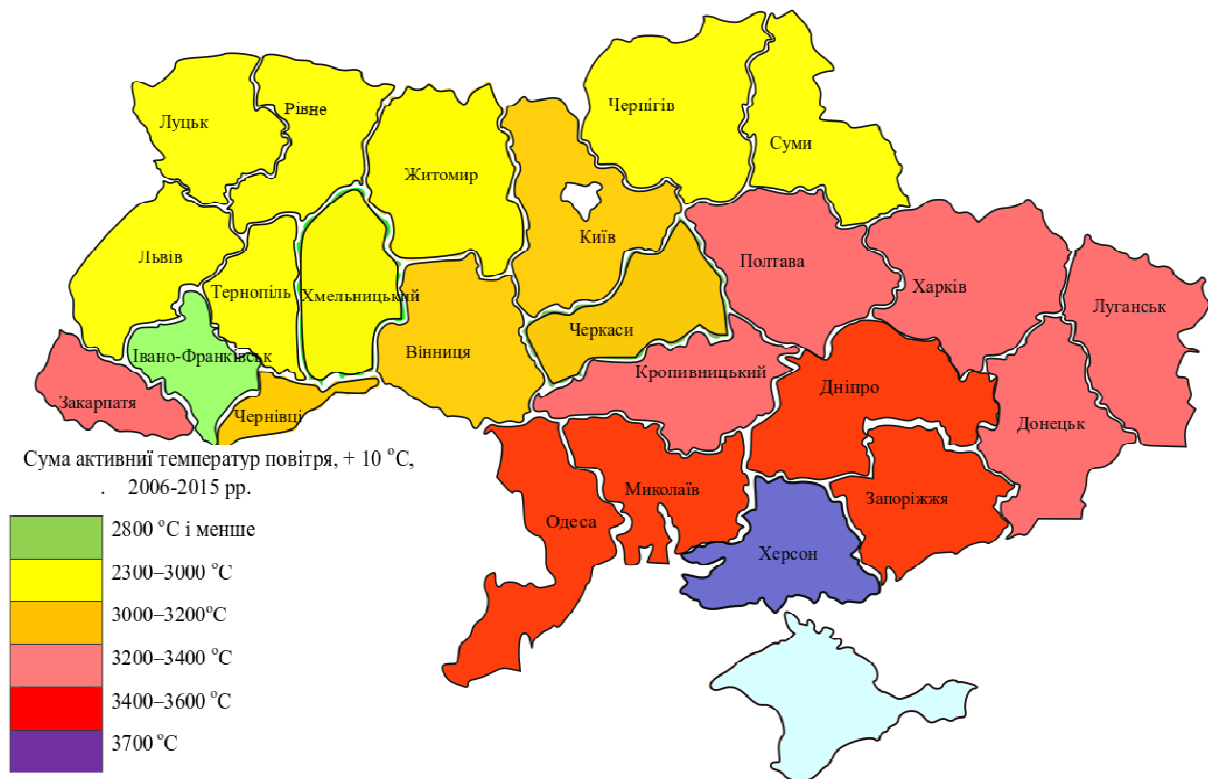 Чернігів
Рівне
Луцьк
Суми
Житомир
Київ
Львів
Полтава
Тернопіль
Хмельницький
Харків
Луганськ
Черкаси
Вінниця
Івано-Франківськ
Кропивницький
Дніпро
Закарпатя
Чернівці
Донецьк
Сума активниї температур повітря, + 10 °С,
. 2006-2015 рр.
Миколаїв
Запоріжжя
Одеса
Херсон
2800 °С і менше
2300–3000 °С
3000–3200°С
3200–3400 °С
3400–3600 °С
3700 °С